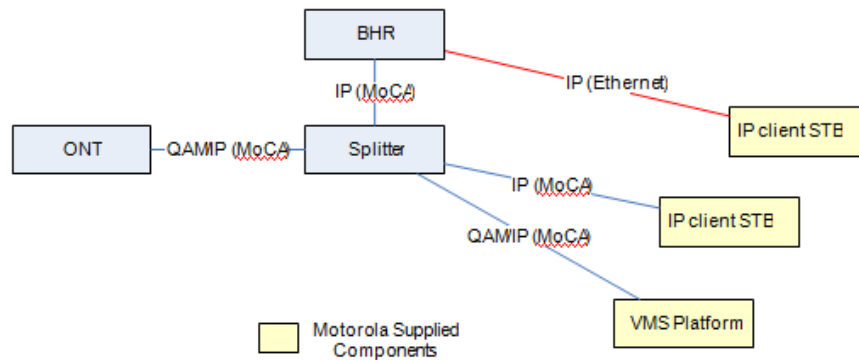 BHR
IP (MoCA)
IP (Ethernet)
IP client STB
ONT
QAM/IP (MoCA)
Splitter
IP (MoCA)
IP client STB
QAM/IP (MoCA)
VMS Platform
Motorola Supplied
Components